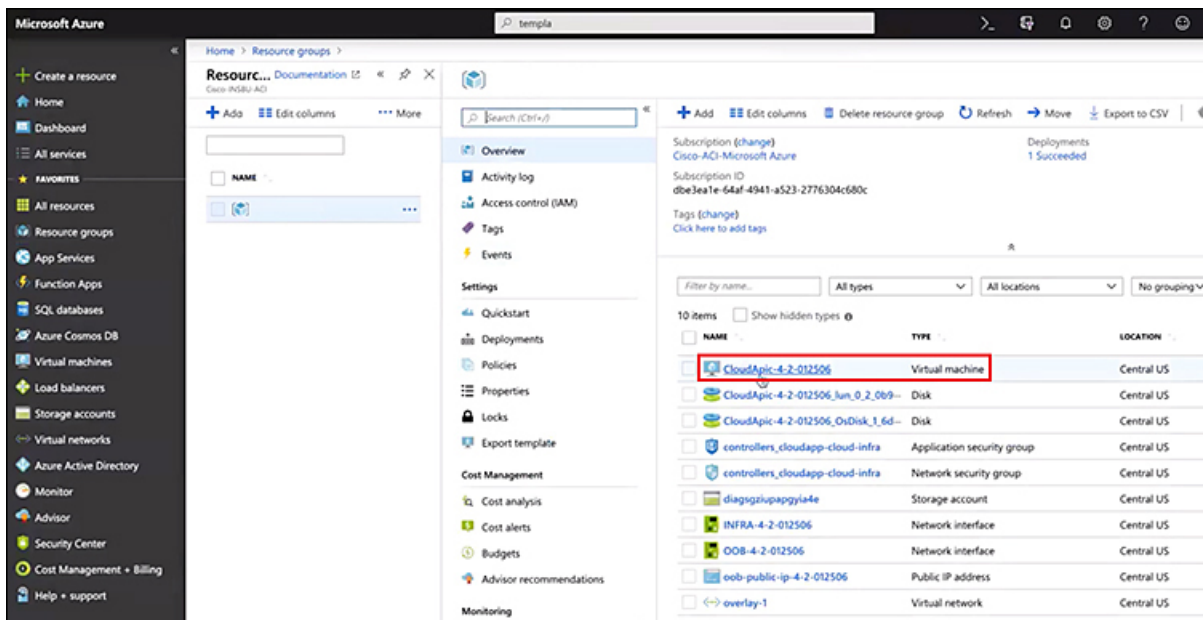 Microsoft Azure
templa
Create a resource
Home
Dashboard
All services
FAVORITES
All resources
Resource groups
App Services
Function Apps
SQL databases
Azure Cosmos DB
Virtual machines
Load balancers
Storage accounts
Virtual networks
Azure Active Directory
Monitor
Advisor
Security Center
Cost Management + Billing
Help + support
Home > Resource groups >
Resourc... Documentation
Cisco-INSBU-ACI
Add Edit columns ... More
NAME
Search (Ctrl+/)
Overview
Activity log
Access control (IAM)
Tags
Events
Settings
Quickstart
Deployments
Policies
Properties
Locks
Export template
Cost Management
Cost analysis
Cost alerts
Budgets
Advisor recommendations
Monitoring
Add Edit columns Delete resource group Refresh Move Export to CSV
Subscription (change) Deployments
Cisco-ACI-Microsoft Azure 1 Succeeded
Subscription ID
dbe3ea1e-64af-4941-a523-2776304c680c
Tags (change)
Click here to add tags
Filter by name... All types All locations No grouping
10 items Show hidden types
NAME TYPE LOCATION
CloudApic-4-2-012506 Virtual machine Central US
CloudApic-4-2-012506_lun_0_2_0b9... Disk Central US
CloudApic-4-2-012506_OsDisk_1_6d... Disk Central US
controllers_cloudapp-cloud-infra Application security group Central US
controllers_cloudapp-cloud-infra Network security group Central US
diagsgziupapgyia4e Storage account Central US
INFRA-4-2-012506 Network interface Central US
OOB-4-2-012506 Network interface Central US
oob-public-ip-4-2-012506 Public IP address Central US
overlay-1 Virtual network Central US